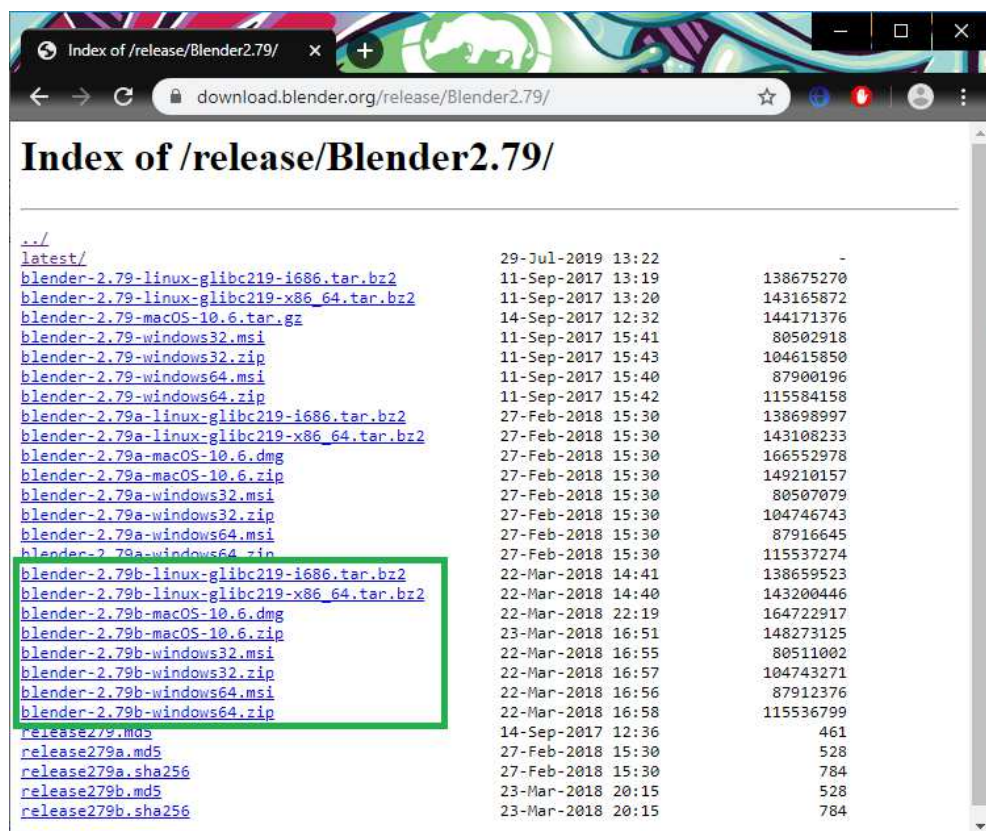 Index of /release/Blender2.79/
download.blender.org/release/Blender2.79/
Index of /release/Blender2.79/
../
latest/ 29-Jul-2019 13:22 -
blender-2.79-linux-glibc219-i686.tar.bz2 11-Sep-2017 13:19 138675270
blender-2.79-linux-glibc219-x86_64.tar.bz2 11-Sep-2017 13:20 143165872
blender-2.79-macOS-10.6.tar.gz 14-Sep-2017 12:32 144171376
blender-2.79-windows32.msi 11-Sep-2017 15:41 80502918
blender-2.79-windows32.zip 11-Sep-2017 15:43 104615850
blender-2.79-windows64.msi 11-Sep-2017 15:40 87900196
blender-2.79-windows64.zip 11-Sep-2017 15:42 115584158
blender-2.79a-linux-glibc219-i686.tar.bz2 27-Feb-2018 15:30 138698997
blender-2.79a-linux-glibc219-x86_64.tar.bz2 27-Feb-2018 15:30 143108233
blender-2.79a-macOS-10.6.dmg 27-Feb-2018 15:30 166552978
blender-2.79a-macOS-10.6.zip 27-Feb-2018 15:30 149210157
blender-2.79a-windows32.msi 27-Feb-2018 15:30 80507079
blender-2.79a-windows32.zip 27-Feb-2018 15:30 104746743
blender-2.79a-windows64.msi 27-Feb-2018 15:30 87916645
blender-2.79a-windows64.zip 27-Feb-2018 15:30 115537274
blender-2.79b-linux-glibc219-i686.tar.bz2 22-Mar-2018 14:41 138659523
blender-2.79b-linux-glibc219-x86_64.tar.bz2 22-Mar-2018 14:40 143200446
blender-2.79b-macOS-10.6.dmg 22-Mar-2018 22:19 164722917
blender-2.79b-macOS-10.6.zip 23-Mar-2018 16:51 148273125
blender-2.79b-windows32.msi 22-Mar-2018 16:55 80511002
blender-2.79b-windows32.zip 22-Mar-2018 16:57 104743271
blender-2.79b-windows64.msi 22-Mar-2018 16:56 87912376
blender-2.79b-windows64.zip 22-Mar-2018 16:58 115536799
release279.md5 14-Sep-2017 12:36 461
release279a.md5 27-Feb-2018 15:30 528
release279a.sha256 27-Feb-2018 15:30 784
release279b.md5 23-Mar-2018 20:15 528
release279b.sha256 23-Mar-2018 20:15 784